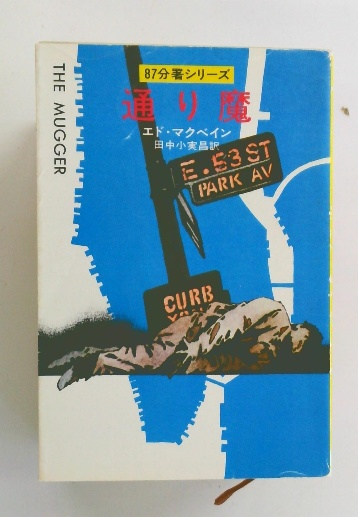 THE MUGGER
87分署シリーズ
通り魔
エド・マクベイン
田中小実昌訳
E. 53 ST
PARK AV
CURB